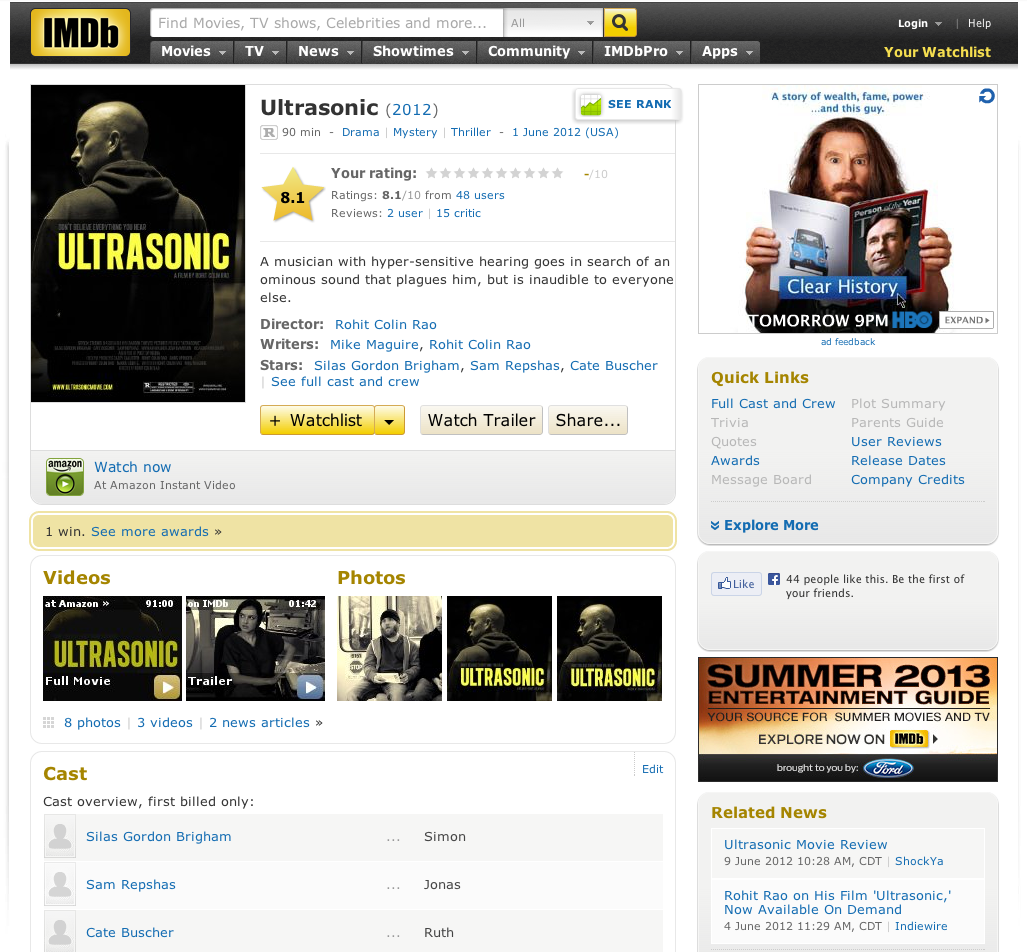 IMDb
Find Movies, TV shows, Celebrities and more...
All
Login | Help
Movies TV News Showtimes Community IMDbPro Apps
Your Watchlist
DON'T BELIEVE EVERYTHING YOU HEAR
ULTRASONIC
A FILM BY ROHIT COLIN RAO
WWW.ULTRASONICMOVIE.COM
Ultrasonic (2012)
SEE RANK
R 90 min - Drama | Mystery | Thriller - 1 June 2012 (USA)
8.1
Your rating: -/10
Ratings: 8.1/10 from 48 users
Reviews: 2 user | 15 critic
A musician with hyper-sensitive hearing goes in search of an
ominous sound that plagues him, but is inaudible to everyone
else.
Director: Rohit Colin Rao
Writers: Mike Maguire, Rohit Colin Rao
Stars: Silas Gordon Brigham, Sam Repshas, Cate Buscher
| See full cast and crew
+ Watchlist
Watch Trailer
Share...
amazon
Watch now
At Amazon Instant Video
1 win. See more awards »
Videos
at Amazon » 91:00
ULTRASONIC
Full Movie
on IMDb 01:42
Trailer
Photos
STOP
ULTRASONIC
ULTRASONIC
8 photos | 3 videos | 2 news articles »
Cast
Edit
Cast overview, first billed only:
Silas Gordon Brigham ... Simon
Sam Repshas ... Jonas
Cate Buscher ... Ruth
A story of wealth, fame, power
...and this guy.
Person of the Year
Clear History
TOMORROW 9PM HBO
EXPAND
ad feedback
Quick Links
Full Cast and Crew
Trivia
Quotes
Awards
Message Board
Plot Summary
Parents Guide
User Reviews
Release Dates
Company Credits
Explore More
Like
44 people like this. Be the first of
your friends.
SUMMER 2013
ENTERTAINMENT GUIDE
YOUR SOURCE FOR SUMMER MOVIES AND TV
EXPLORE NOW ON IMDb
brought to you by: Ford
Related News
Ultrasonic Movie Review
9 June 2012 10:28 AM, CDT | ShockYa
Rohit Rao on His Film 'Ultrasonic,'
Now Available On Demand
4 June 2012 11:29 AM, CDT | Indiewire